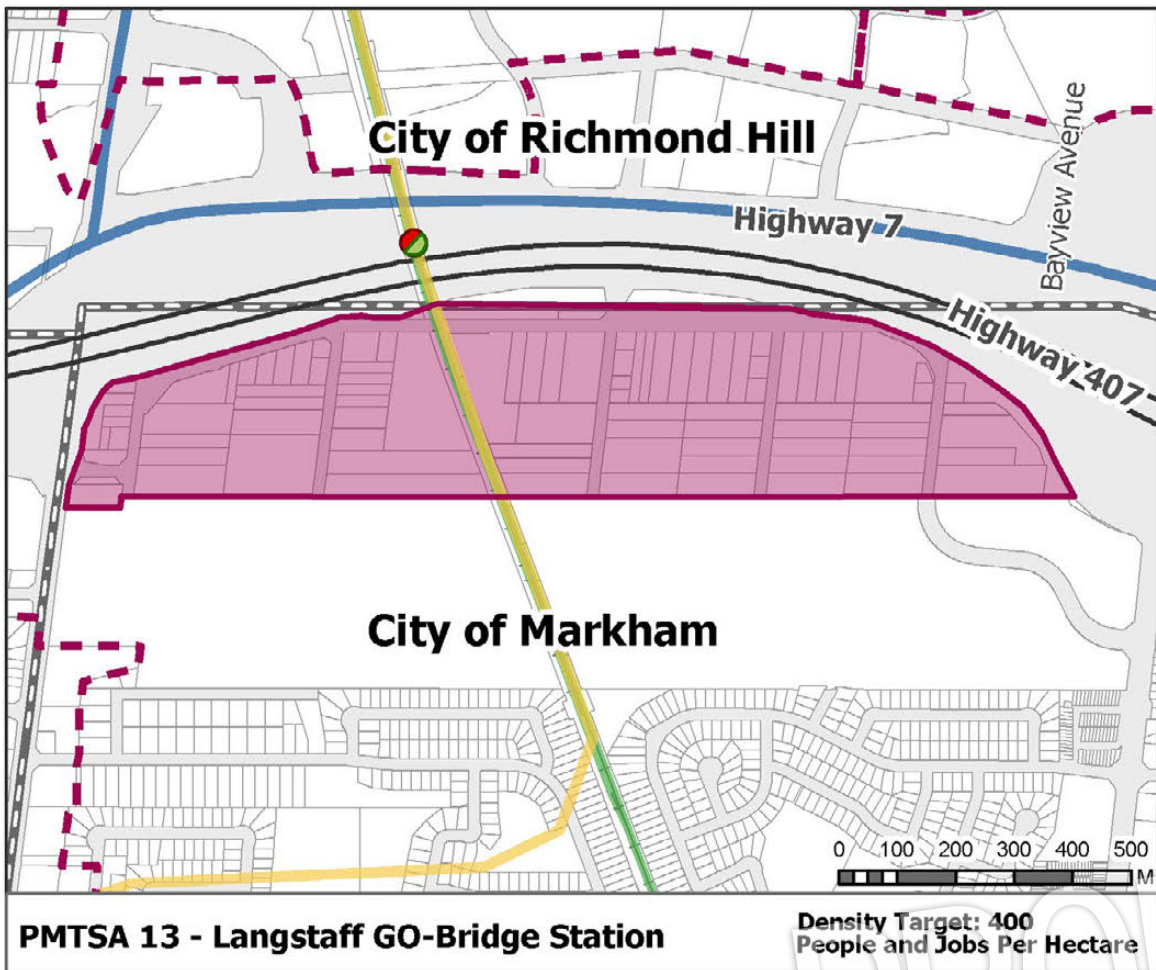 City of Richmond Hill
Bayview Avenue
Highway 7
Highway 407
City of Markham
0 100 200 300 400 500
M
PMTSA 13 - Langstaff GO-Bridge Station
Density Target: 400
People and Jobs Per Hectare